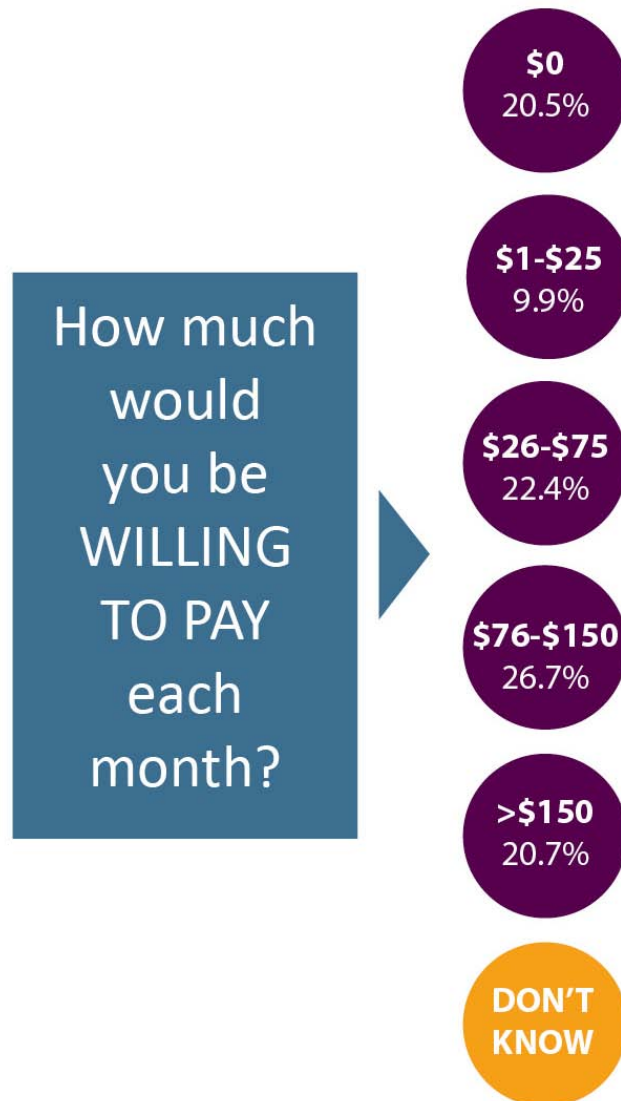 How much
would
you be
WILLING
TO PAY
each
month?
$0
20.5%
$1-$25
9.9%
$26-$75
22.4%
$76-$150
26.7%
>$150
20.7%
DON'T
KNOW